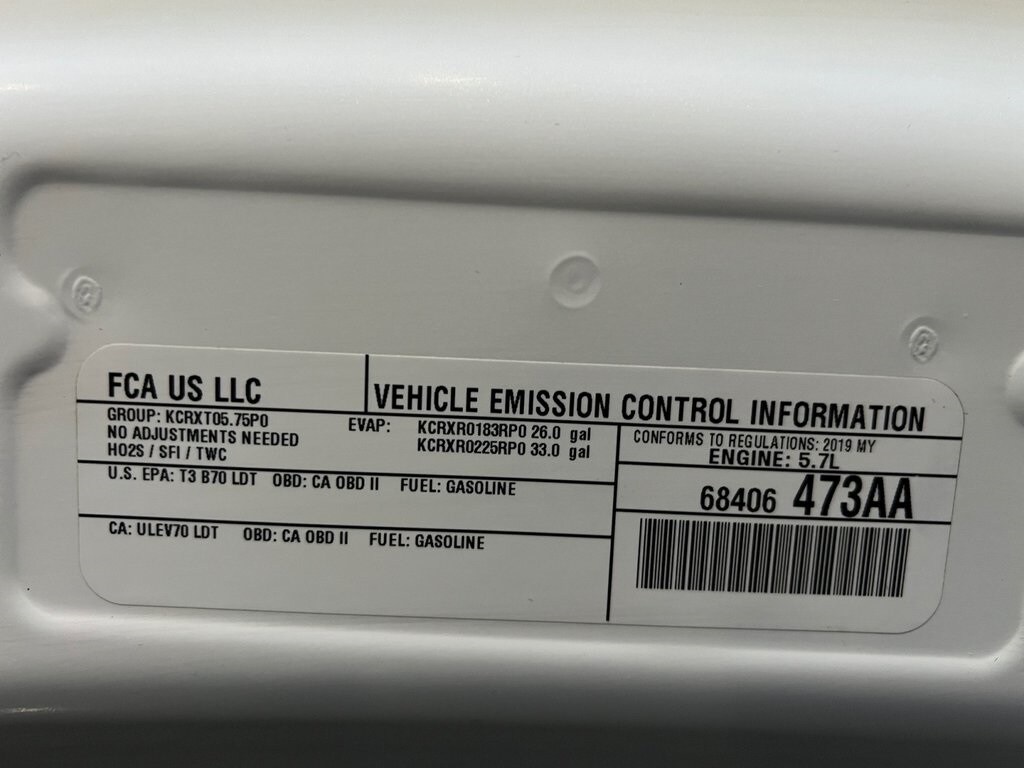 FCA US LLC
VEHICLE EMISSION CONTROL INFORMATION
GROUP: KCRXT05.75P0
NO ADJUSTMENTS NEEDED
HO2S / SFI / TWC
EVAP: KCRXR0183RP0 26.0 gal
KCRXR0225RP0 33.0 gal
CONFORMS TO REGULATIONS: 2019 MY
ENGINE: 5.7L
U.S. EPA: T3 B70 LDT OBD: CA OBD II FUEL: GASOLINE
68406 473AA
CA: ULEV70 LDT OBD: CA OBD II FUEL: GASOLINE